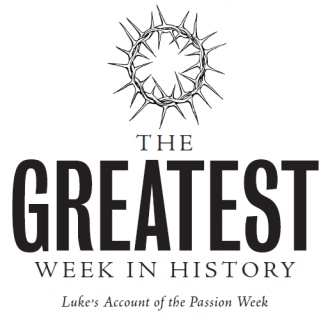 THE
GREATEST
WEEK IN HISTORY
Luke's Account of the Passion Week